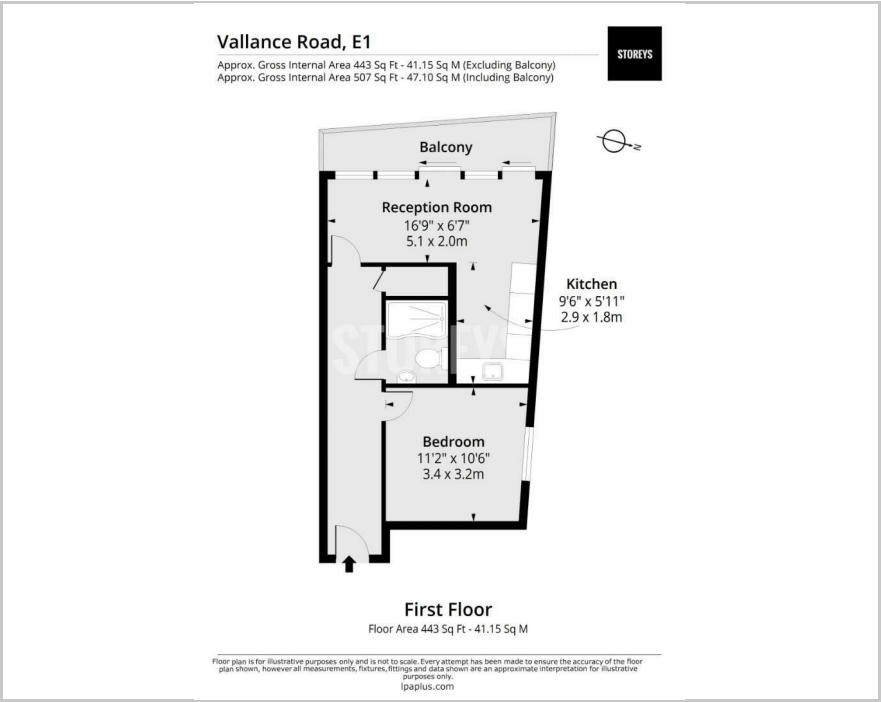 Vallance Road, E1
Approx. Gross Internal Area 443 Sq Ft - 41.15 Sq M (Excluding Balcony)
Approx. Gross Internal Area 507 Sq Ft - 47.10 Sq M (Including Balcony)
STOREYS
Balcony
N
Reception Room
16'9" x 6'7"
5.1 x 2.0m
Kitchen
9'6" x 5'11"
2.9 x 1.8m
STOREYS
Bedroom
11'2" x 10'6"
3.4 x 3.2m
First Floor
Floor Area 443 Sq Ft - 41.15 Sq M
Floor plan is for illustrative purposes only and is not to scale. Every attempt has been made to ensure the accuracy of the floor
plan shown, however all measurements, fixtures, fittings and data shown are an approximate interpretation for illustrative
purposes only.
lpaplus.com